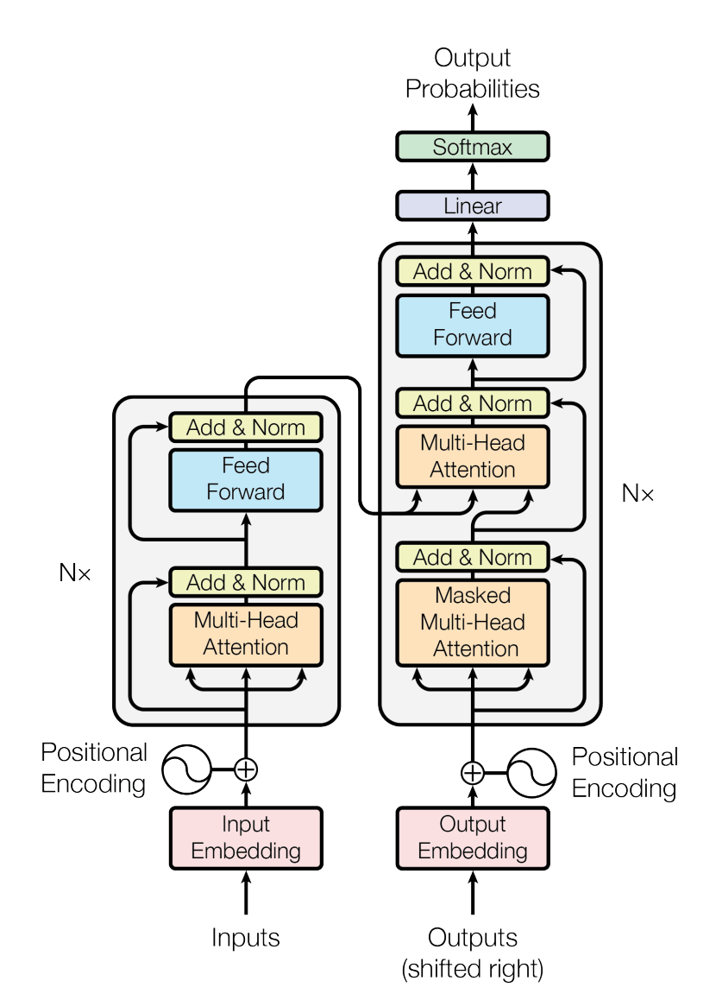 Output
Probabilities
Softmax
Linear
Add & Norm
Feed
Forward
Add & Norm
Multi-Head
Attention
Add & Norm
Masked
Multi-Head
Attention
N×
Positional
Encoding
Output
Embedding
Outputs
(shifted right)
Add & Norm
Feed
Forward
Add & Norm
Multi-Head
Attention
N×
Positional
Encoding
Input
Embedding
Inputs